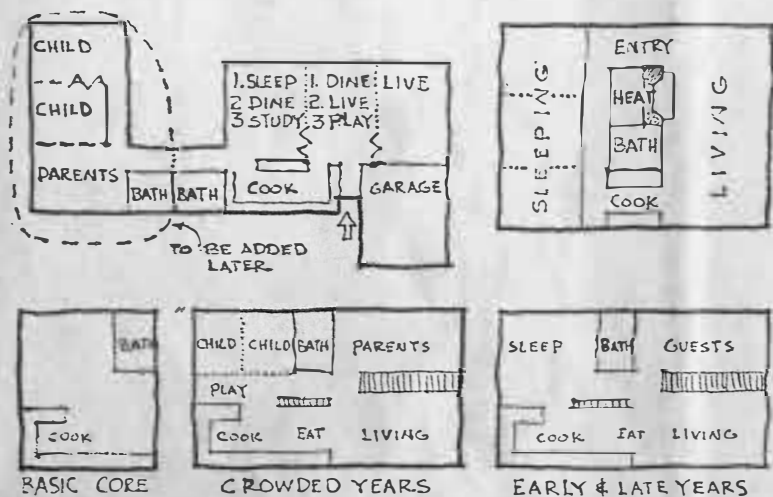 CHILD
CHILD
PARENTS
BATH
BATH
1. SLEEP
2 DINE
3 STUDY
1. DINE
2. LIVE
3 PLAY
LIVE
COOK
GARAGE
TO BE ADDED
LATER
ENTRY
SLEEPING
HEAT
BATH
COOK
LIVING
BATH
COOK
BASIC CORE
CHILD
CHILD
BATH
PARENTS
PLAY
COOK
EAT
LIVING
CROWDED YEARS
SLEEP
BATH
GUESTS
COOK
EAT
LIVING
EARLY & LATE YEARS